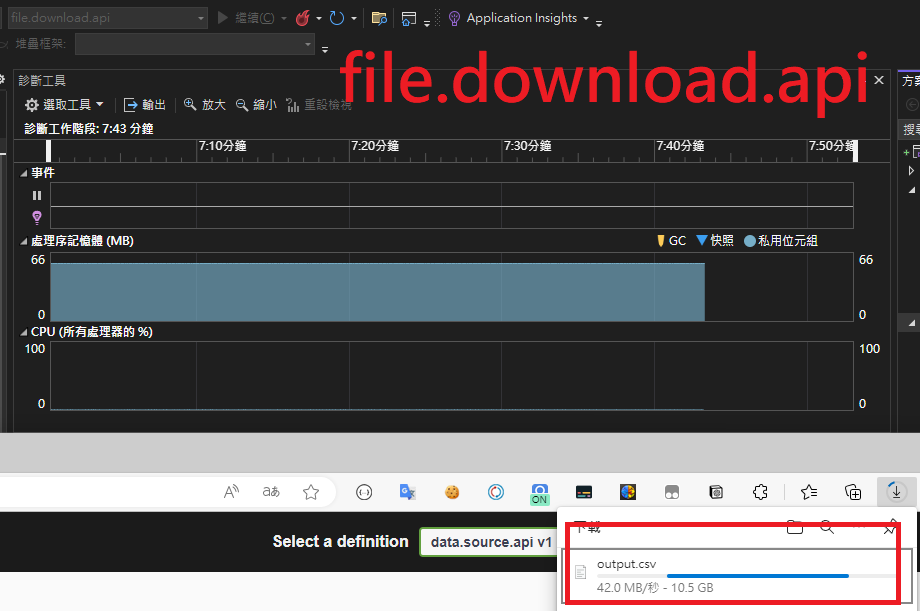 file.download.api 繼續(C) Application Insights
堆疊框架:
file.download.api
診斷工具 方案
選取工具 輸出 放大 縮小 重設檢視
搜尋
診斷工作階段: 7:43 分鐘
7:10分鐘 7:20分鐘 7:30分鐘 7:40分鐘 7:50分鐘
事件
處理序記憶體 (MB) GC 快照 私用位元組
66 66
0 0
CPU (所有處理器的 %)
100 100
0 0
A aあ ON
下載
Select a definition data.source.api v1
output.csv
42.0 MB/秒 - 10.5 GB